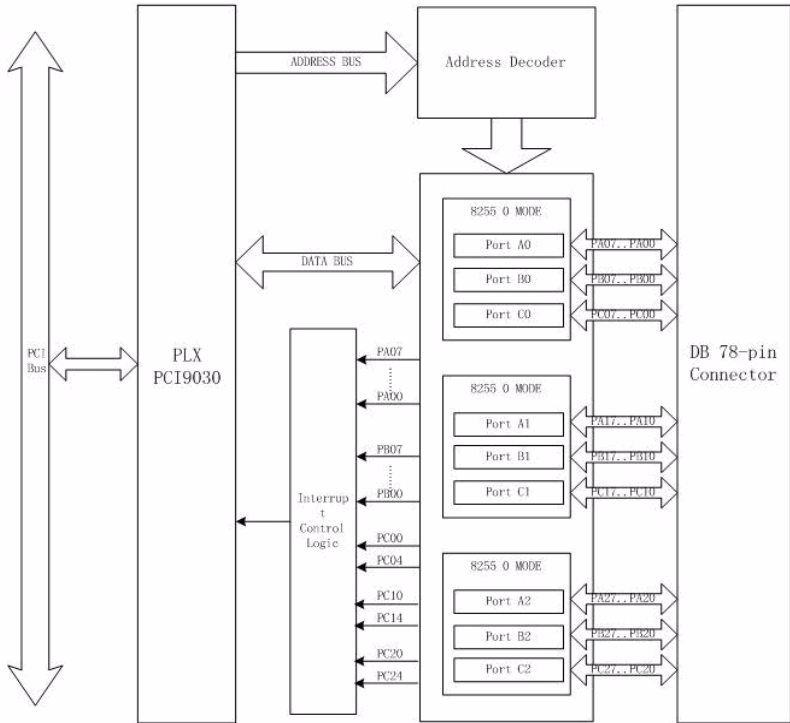 ADDRESS BUS
Address Decoder
8255 0 MODE
Port A0
PA07..PA00
DATA BUS
Port B0
PB07..PB00
Port C0
PC07..PC00
PCI
Bus
PLX
PCI9030
DB 78-pin
Connector
PA07
PA00
PB07
PB00
PC00
PC04
PC10
PC14
PC20
PC24
Interrup
t
Control
Logic
8255 0 MODE
Port A1
PA17..PA10
Port B1
PB17..PB10
Port C1
PC17..PC10
8255 0 MODE
Port A2
PA27..PA20
Port B2
PB27..PB20
Port C2
PC27..PC20